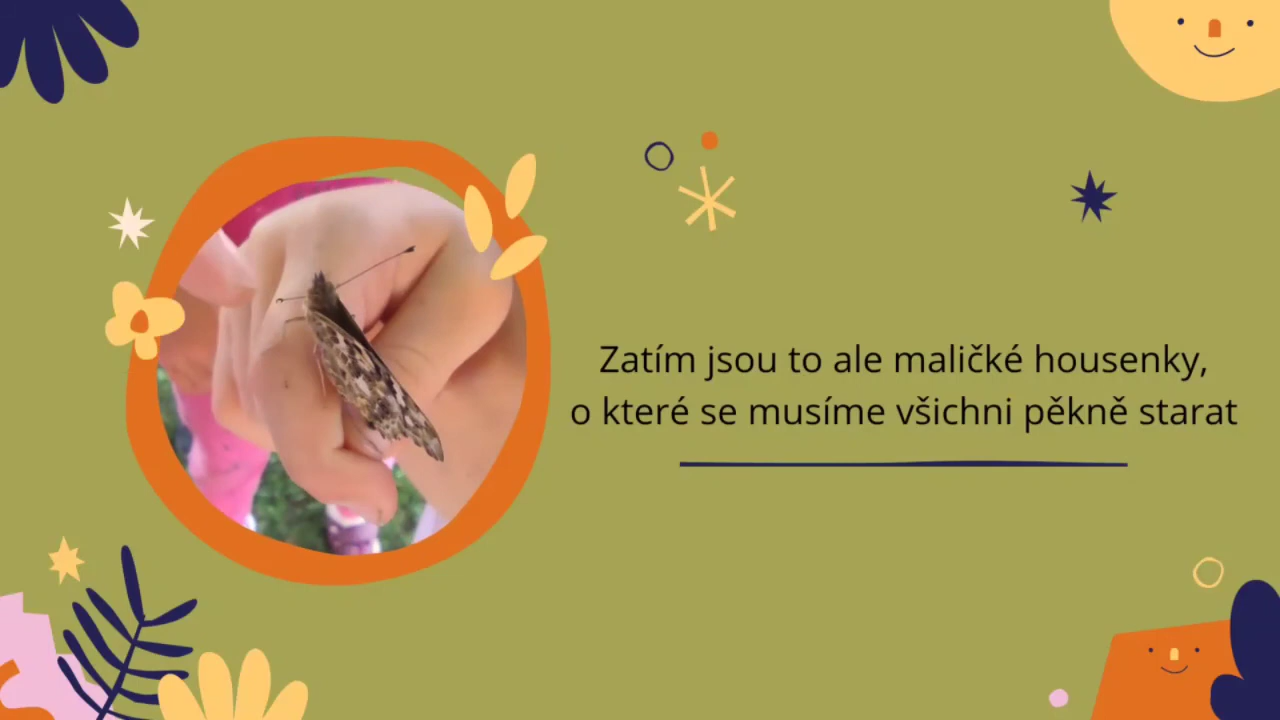 Zatím jsou to ale maličké housenky,
o které se musíme všichni pěkně starat